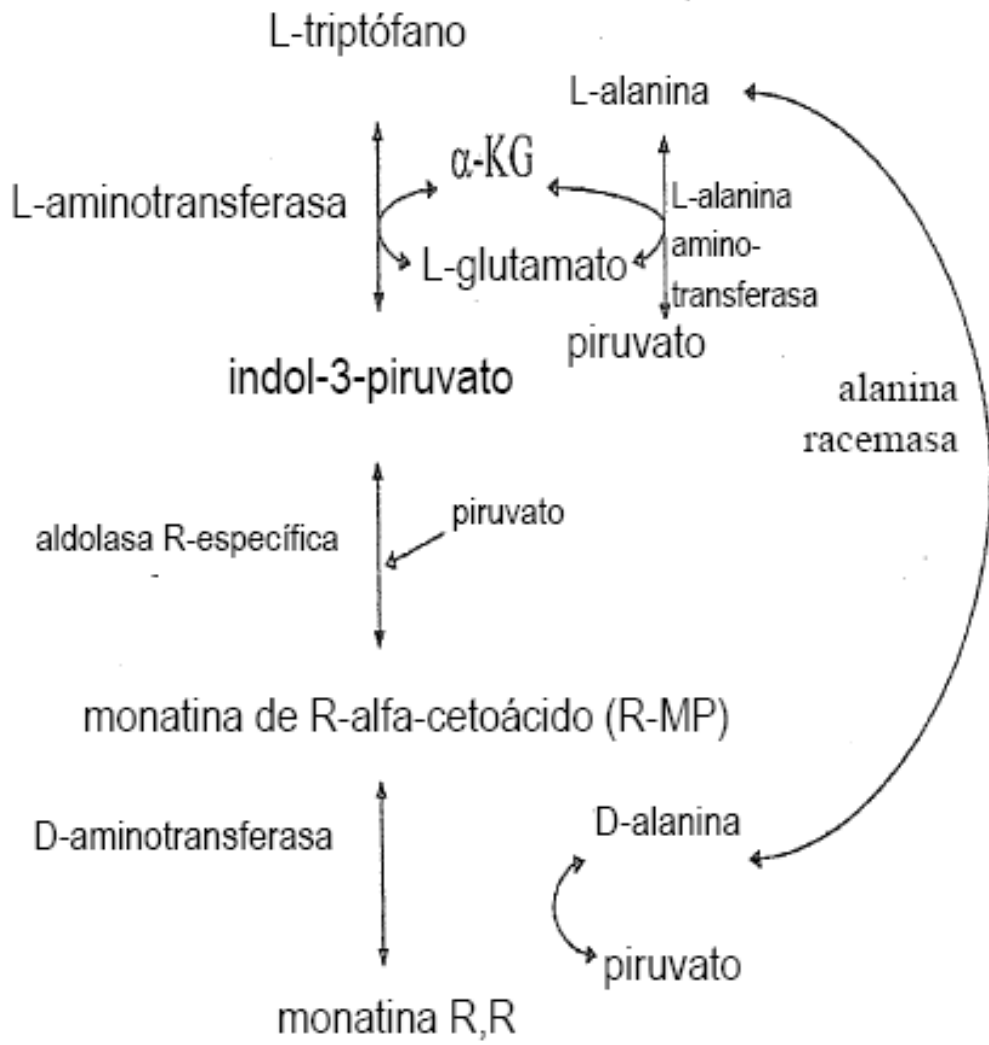 L-triptófano
L-alanina
α-KG
L-aminotransferasa
L-alanina
amino-
transferasa
L-glutamato
piruvato
indol-3-piruvato
alanina
racemasa
piruvato
aldolasa R-específica
monatina de R-alfa-cetoácido (R-MP)
D-alanina
D-aminotransferasa
piruvato
monatina R,R